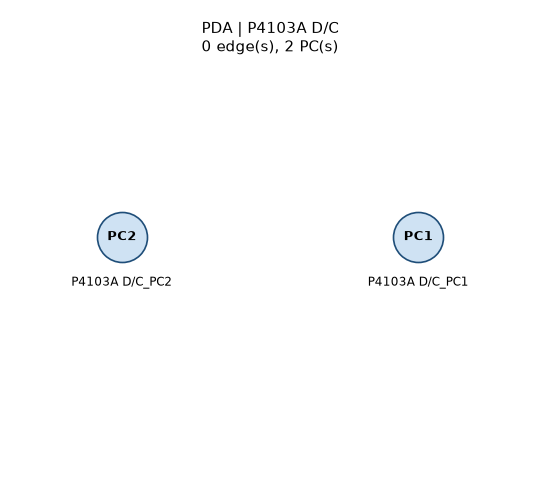 PDA | P4103A D/C
0 edge(s), 2 PC(s)
PC2
PC1
P4103A D/C_PC2
P4103A D/C_PC1